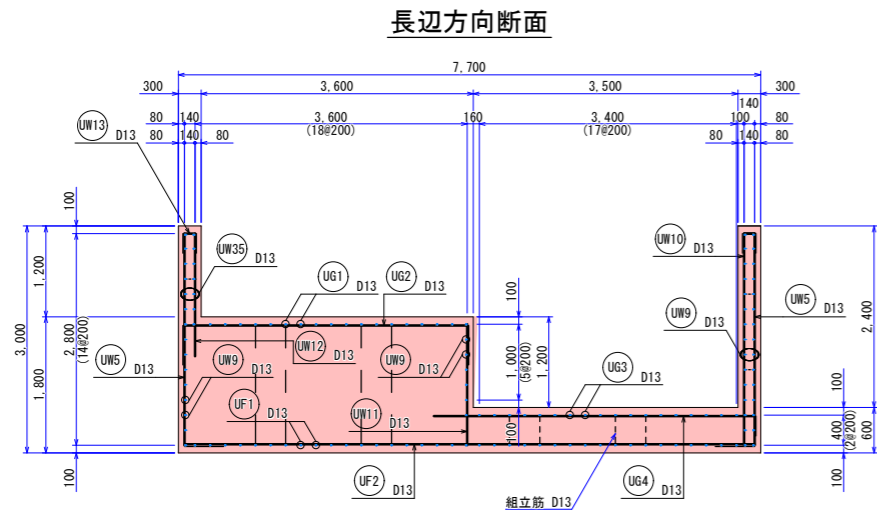 長辺方向断面
7,700
300 3,600 3,500 300
140
80 140 3,600 160 3,400 100 80
(18@200) (17@200)
80 140 80 80 140 80
UW13 D13
100
UW35 D13
UW10 D13
UG1 D13
UG2 D13
1,200
3,000
2,800
(14@200)
1,800
100
1,000
(5@200)
1,200
2,400
UW5 D13
UW9 D13
UW12 D13
UW9 D13
UW9 D13
UW5 D13
UG3 D13
UF1 D13
UW11 D13
100
100
400
(2@200)
600
100
100
UF2 D13
組立筋 D13
UG4 D13